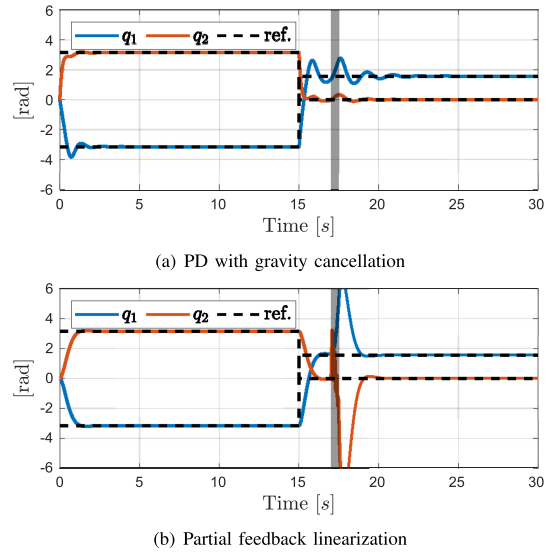 6
4
2
0
-2
-4
-6
[rad]
q₁ q₂ ref.
0 5 10 15 20 25 30
Time [s]
(a) PD with gravity cancellation
6
4
2
0
-2
-4
-6
[rad]
q₁ q₂ ref.
0 5 10 15 20 25 30
Time [s]
(b) Partial feedback linearization